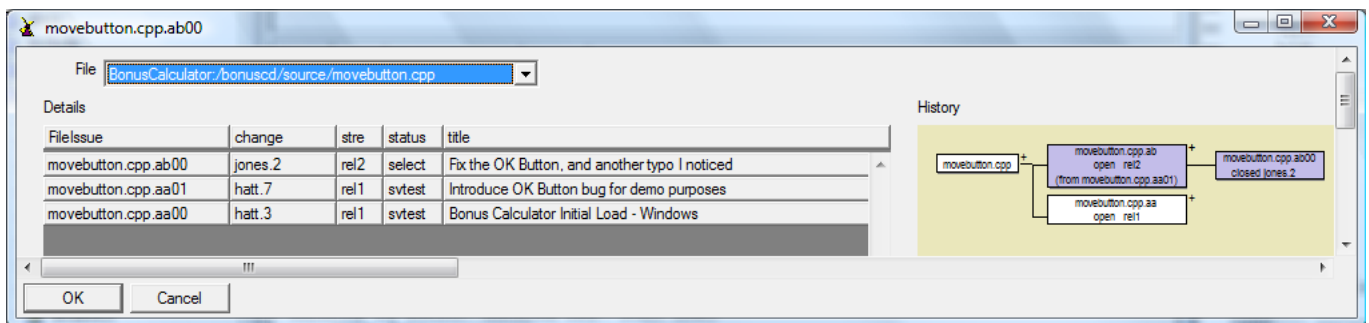 movebutton.cpp.ab00
File BonusCalculator:/bonuscd/source/movebutton.cpp
Details
History
FileIssue change stre status title
movebutton.cpp.ab00 jones.2 rel2 select Fix the OK Button, and another typo I noticed
movebutton.cpp.aa01 hatt.7 rel1 svtest Introduce OK Button bug for demo purposes
movebutton.cpp.aa00 hatt.3 rel1 svtest Bonus Calculator Initial Load - Windows
movebutton.cpp
+
movebutton.cpp.ab
open rel2
(from movebutton.cpp.aa01)
+
movebutton.cpp.ab00
closed jones.2
movebutton.cpp.aa
open rel1
+
OK Cancel